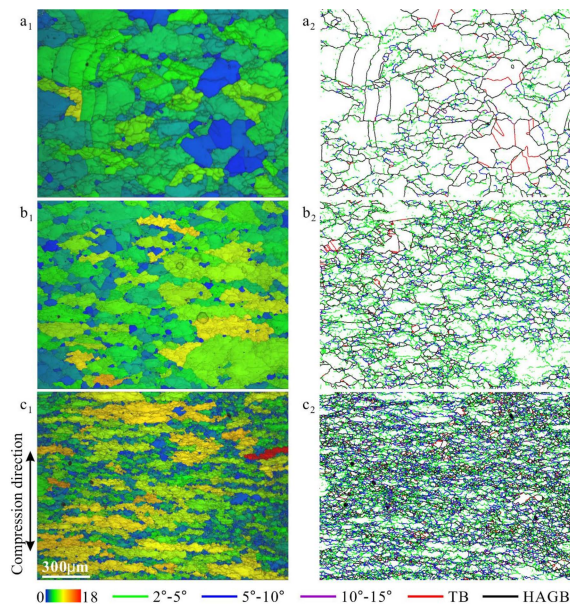 a1
a2
b1
b2
c1
c2
Compression direction
300μm
0 18 2°-5° 5°-10° 10°-15° TB HAGB